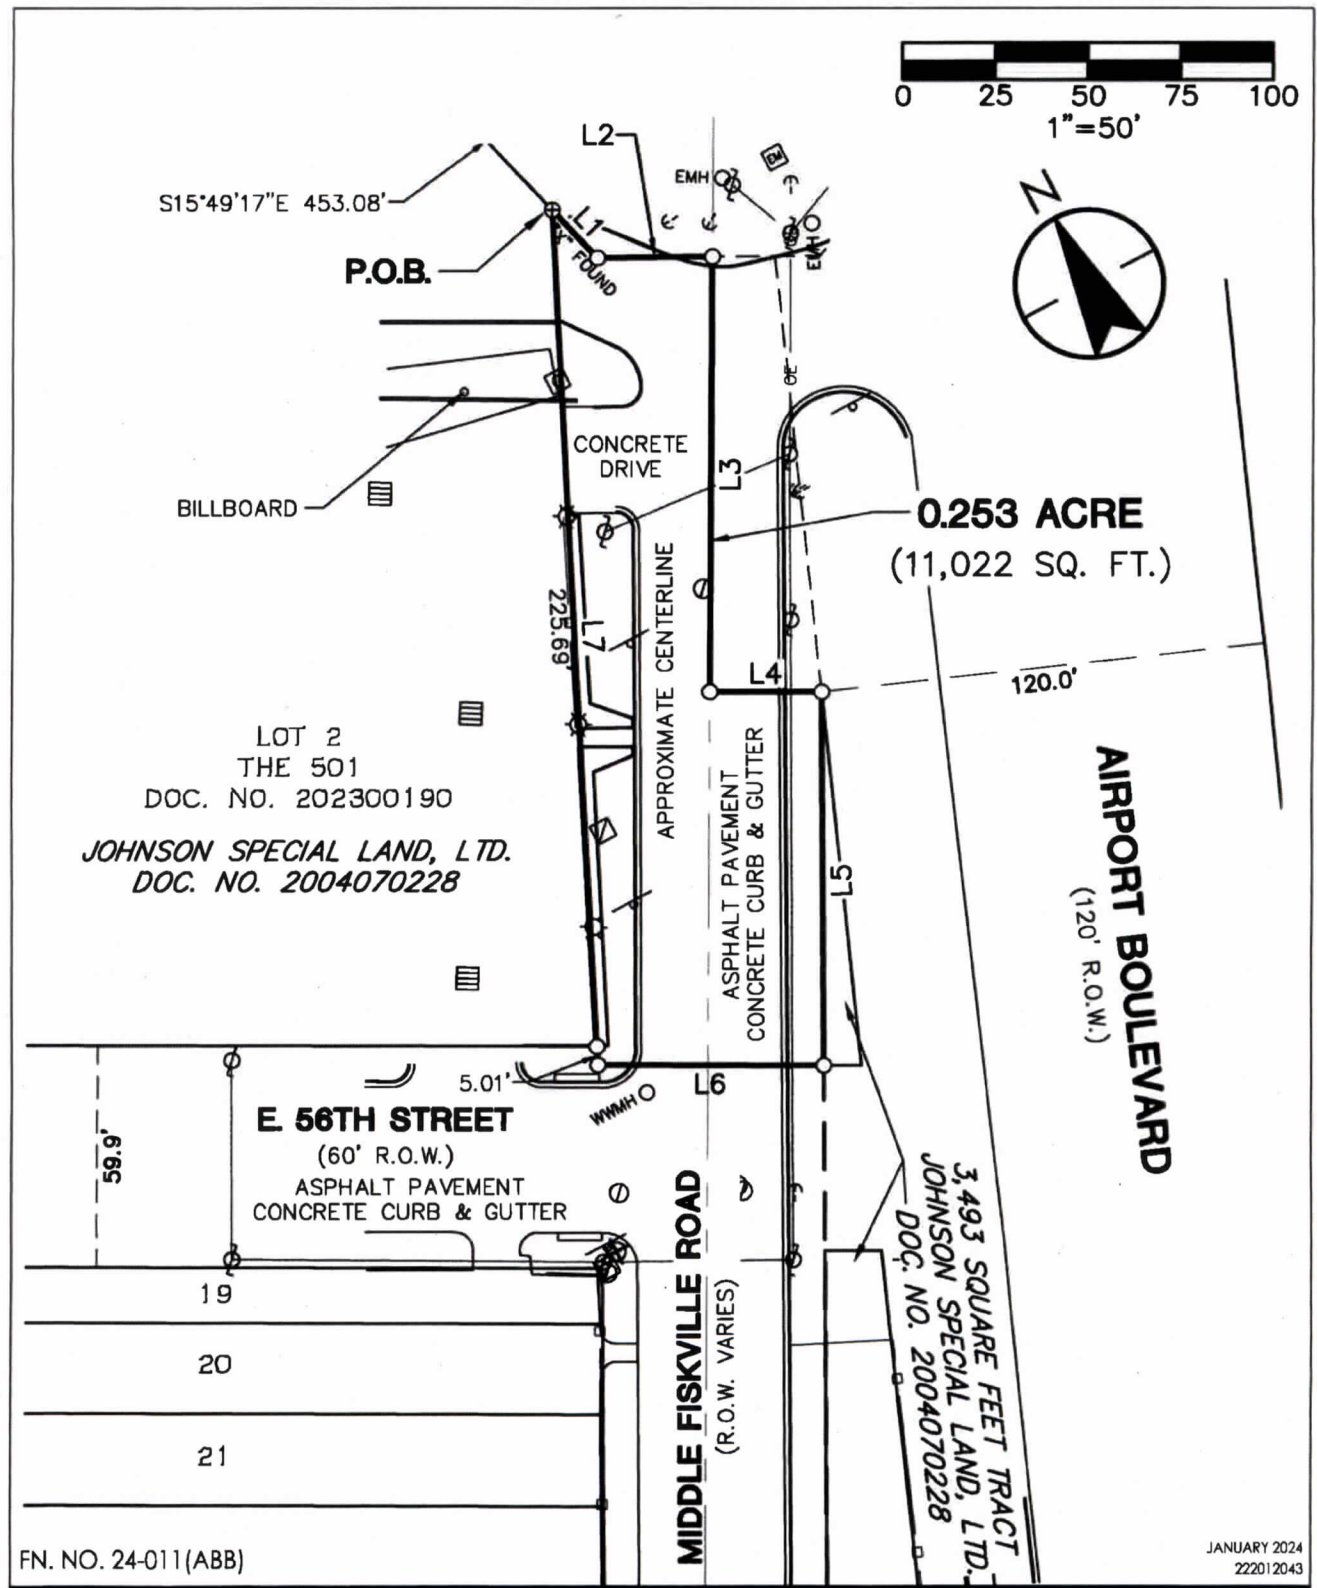 0 25 50 75 100
1"=50'
N
L2
EMH
EM
S15°49'17"E 453.08'
L1
"X" FOUND
EMH
P.O.B.
OE
CONCRETE
DRIVE
L3
BILLBOARD
0.253 ACRE
(11,022 SQ. FT.)
225.69'
L7
APPROXIMATE CENTERLINE
L4
120.0'
LOT 2
THE 501
DOC. NO. 202300190
JOHNSON SPECIAL LAND, LTD.
DOC. NO. 2004070228
ASPHALT PAVEMENT
CONCRETE CURB & GUTTER
L5
AIRPORT BOULEVARD
(120' R.O.W.)
5.01'
L6
WWMH
59.9'
E. 56TH STREET
(60' R.O.W.)
ASPHALT PAVEMENT
CONCRETE CURB & GUTTER
MIDDLE FISKVILLE ROAD
(R.O.W. VARIES)
3,493 SQUARE FEET TRACT
JOHNSON SPECIAL LAND, LTD.
DOC. NO. 2004070228
19
20
21
FN. NO. 24-011(ABB)
JANUARY 2024
222012043